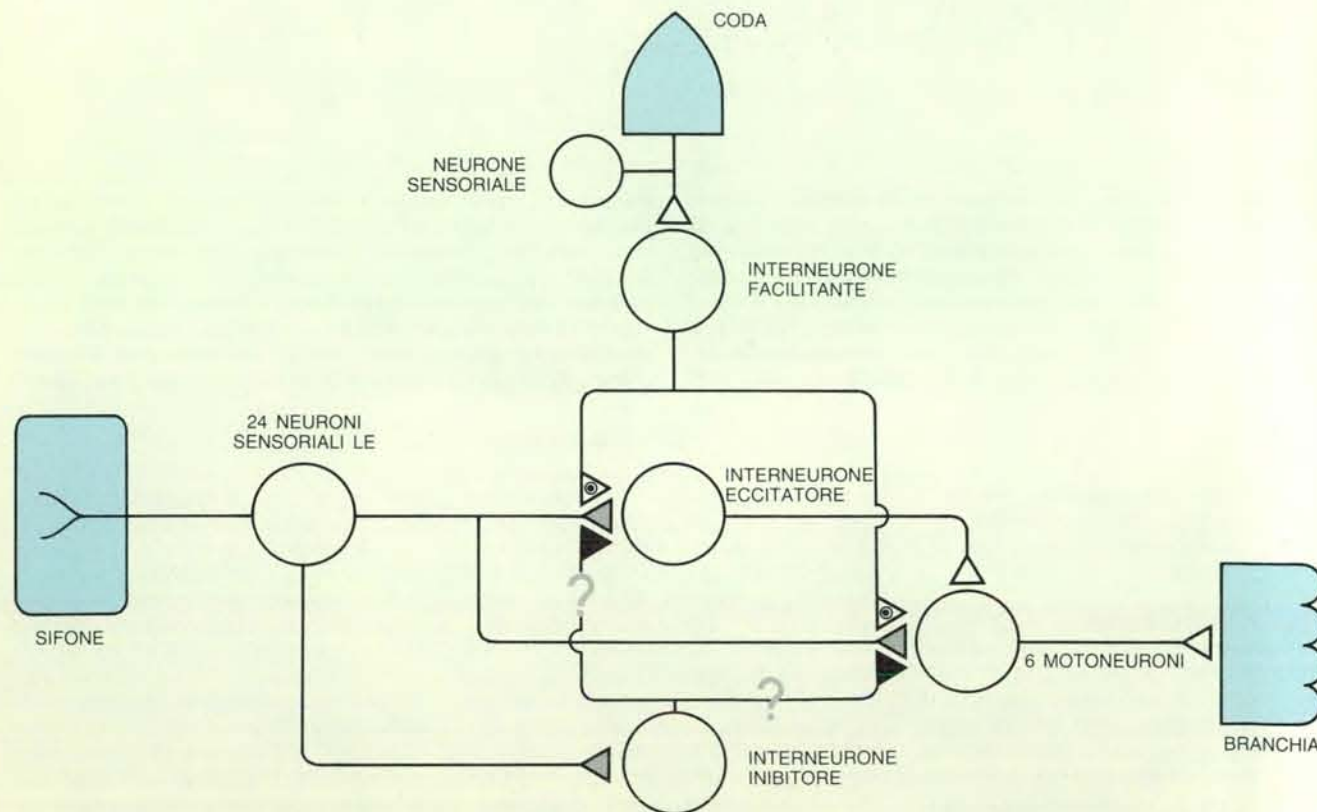 CODA
NEURONE
SENSORIALE
INTERNEURONE
FACILITANTE
24 NEURONI
SENSORIALI LE
INTERNEURONE
ECCITATORE
?
SIFONE
6 MOTONEURONI
?
BRANCHIA
INTERNEURONE
INIBITORE